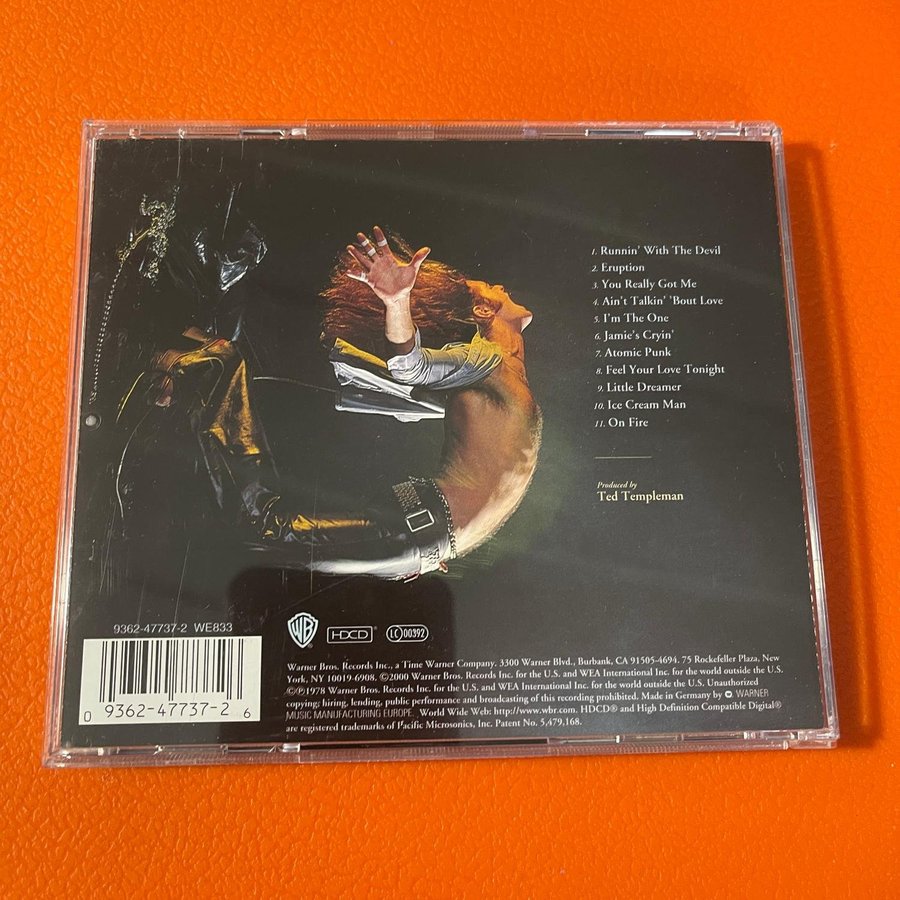 1. Runnin' With The Devil
2. Eruption
3. You Really Got Me
4. Ain't Talkin' 'Bout Love
5. I'm The One
6. Jamie's Cryin'
7. Atomic Punk
8. Feel Your Love Tonight
9. Little Dreamer
10. Ice Cream Man
11. On Fire
Produced by
Ted Templeman
9362-47737-2 WE833
0 9362-47737-2 6
WB
HDCD
LC 00392
Warner Bros. Records Inc., a Time Warner Company. 3300 Warner Blvd., Burbank, CA 91505-4694. 75 Rockefeller Plaza, New
York, NY 10019-6908. ©2000 Warner Bros. Records Inc. for the U.S. and WEA International Inc. for the world outside the U.S.
©℗1978 Warner Bros. Records Inc. for the U.S. and WEA International Inc. for the world outside the U.S. Unauthorized
copying, hiring, lending, public performance and broadcasting of this recording prohibited. Made in Germany by WARNER
MUSIC MANUFACTURING EUROPE. World Wide Web: http://www.wbr.com. HDCD® and High Definition Compatible Digital®
are registered trademarks of Pacific Microsonics, Inc. Patent No. 5,479,168.